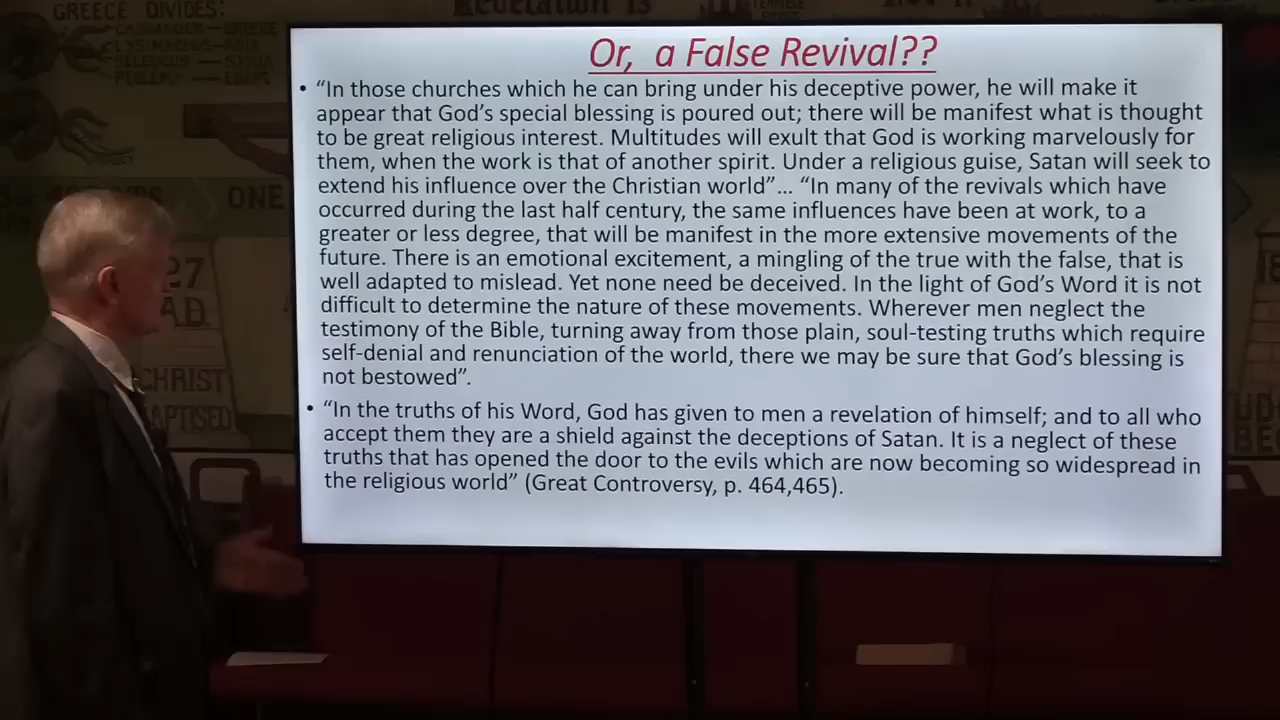 GREECE DIVIDES:
CASSANDER — GREECE
LYSIMACHUS — ASIA
SELEUCUS — SYRIA
PTOLEMY — EGYPT
Revelation 13
ONE
27
AD
CHRIST
BAPTISED
Or, a False Revival??
• “In those churches which he can bring under his deceptive power, he will make it
appear that God’s special blessing is poured out; there will be manifest what is thought
to be great religious interest. Multitudes will exult that God is working marvelously for
them, when the work is that of another spirit. Under a religious guise, Satan will seek to
extend his influence over the Christian world”… “In many of the revivals which have
occurred during the last half century, the same influences have been at work, to a
greater or less degree, that will be manifest in the more extensive movements of the
future. There is an emotional excitement, a mingling of the true with the false, that is
well adapted to mislead. Yet none need be deceived. In the light of God’s Word it is not
difficult to determine the nature of these movements. Wherever men neglect the
testimony of the Bible, turning away from those plain, soul-testing truths which require
self-denial and renunciation of the world, there we may be sure that God’s blessing is
not bestowed”.
• “In the truths of his Word, God has given to men a revelation of himself; and to all who
accept them they are a shield against the deceptions of Satan. It is a neglect of these
truths that has opened the door to the evils which are now becoming so widespread in
the religious world” (Great Controversy, p. 464,465).